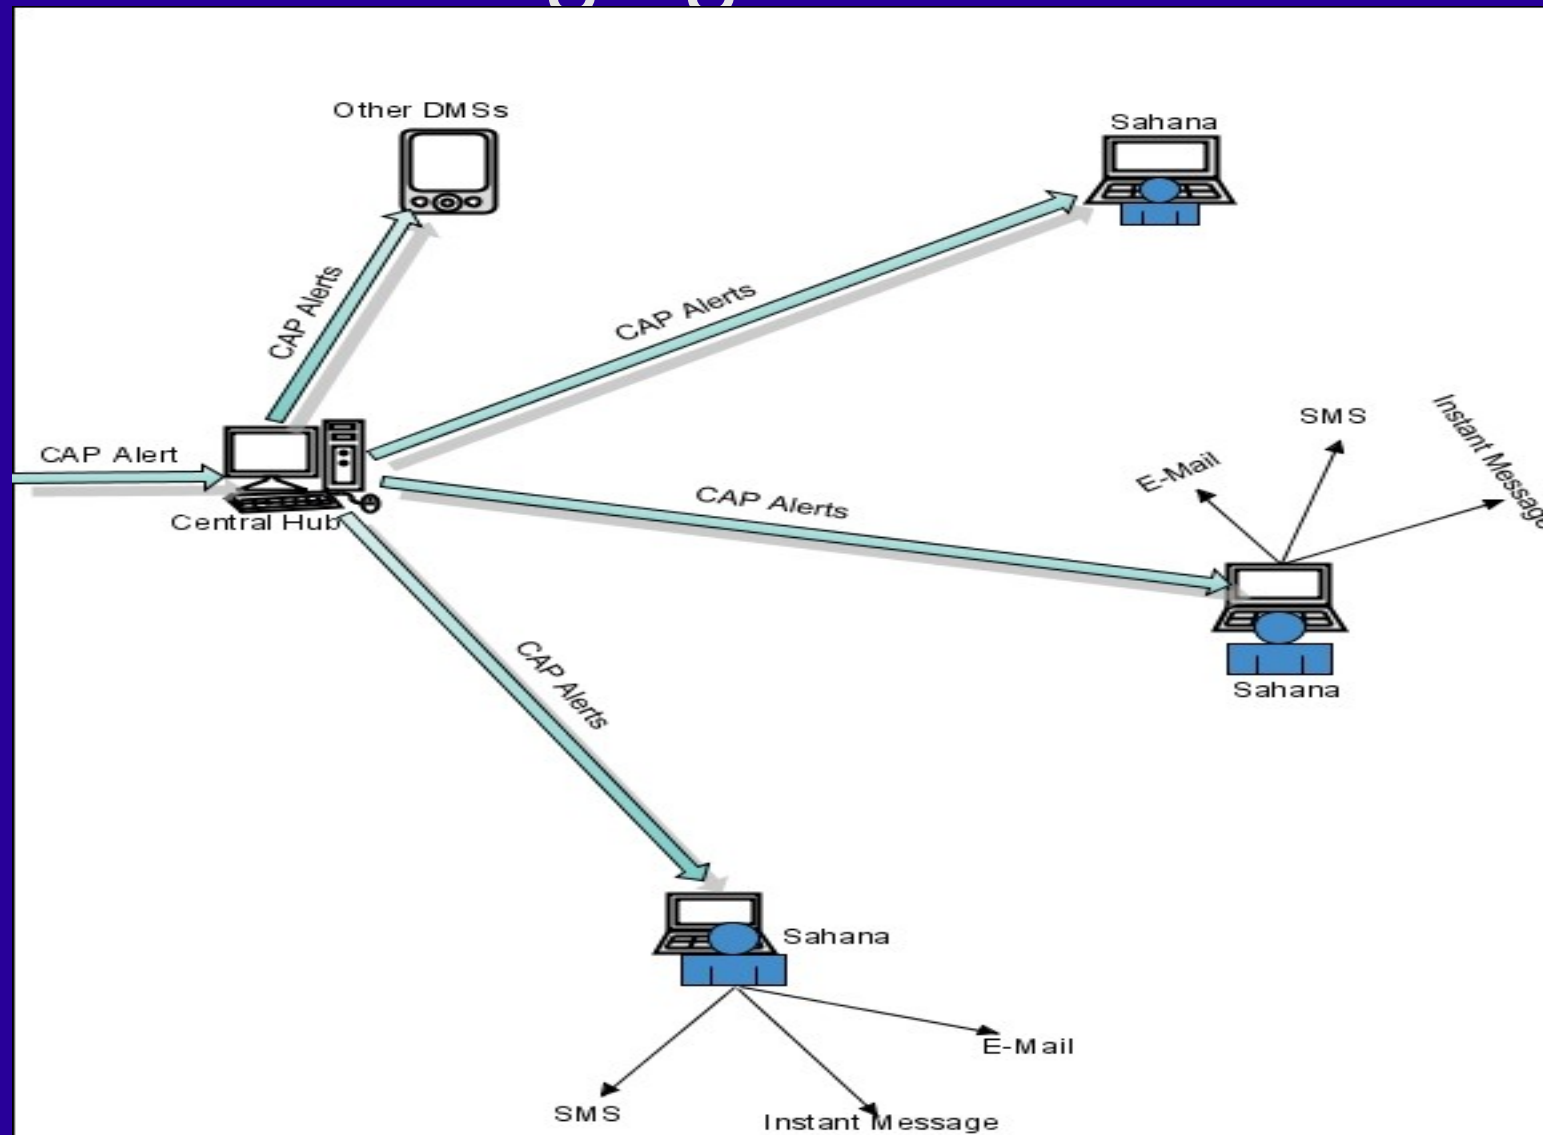 Other DMSs
Sahana
CAP Alerts
CAP Alerts
SMS
Instant Message
E-Mail
CAP Alert
CAP Alerts
Central Hub
CAP Alerts
Sahana
Sahana
E-Mail
SMS
Instant Message